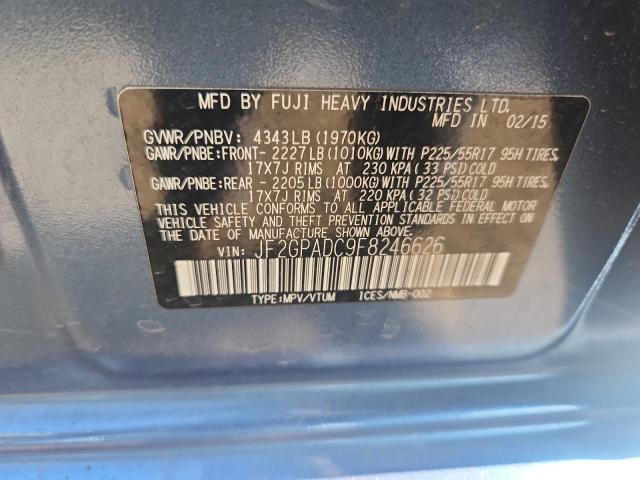 MFD BY FUJI HEAVY INDUSTRIES LTD.
MFD IN 02/15
GVWR/PNBV: 4343LB(1970KG)
GAWR/PNBE:FRONT- 2227LB(1010KG)WITH P225/55R17 95H TIRES,
17X7J RIMS AT 230 KPA( 33 PSI)COLD
GAWR/PNBE:REAR - 2205LB(1000KG)WITH P225/55R17 95H TIRES,
17X7J RIMS AT 220 KPA( 32 PSI)COLD
THIS VEHICLE CONFORMS TO ALL APPLICABLE FEDERAL MOTOR
VEHICLE SAFETY AND THEFT PREVENTION STANDARDS IN EFFECT ON
THE DATE OF MANUFACTURE SHOWN ABOVE.
VIN: JF2GPADC9F8246626
TYPE:MPV/VTUM ICES/NMB-002